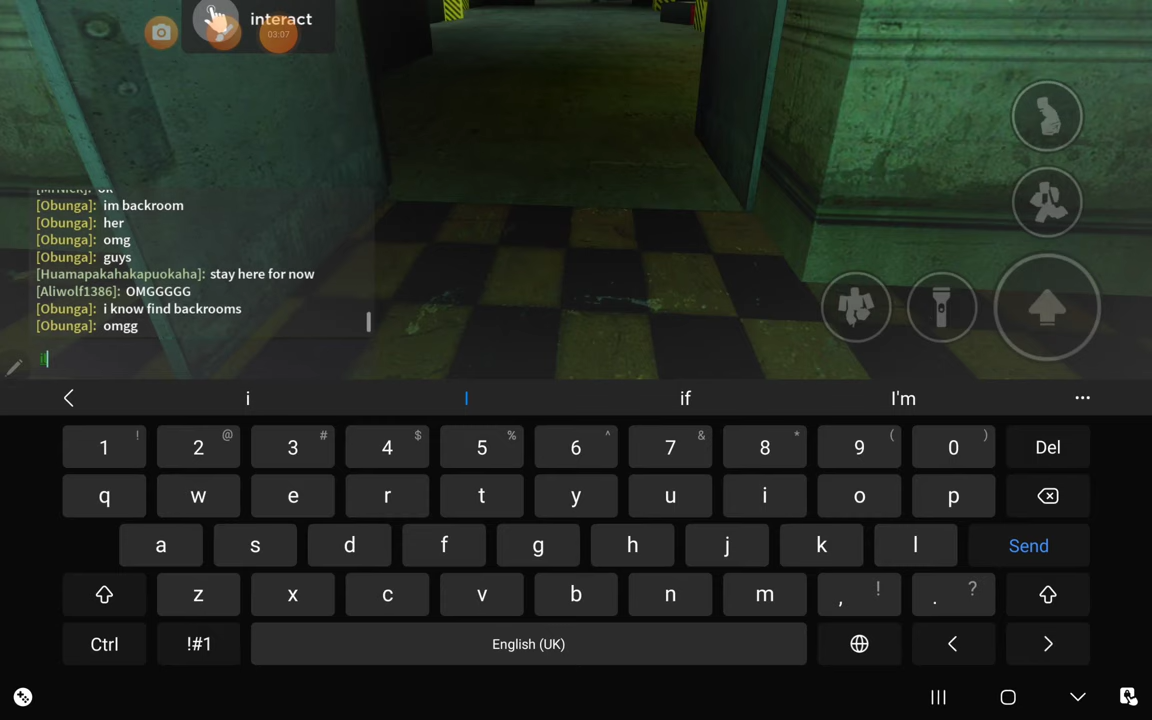 interact
03:07
[MrNick]: ok
[Obunga]: im backroom
[Obunga]: her
[Obunga]: omg
[Obunga]: guys
[Huamapakahakapuokaha]: stay here for now
[Aliwolf1386]: OMGGGGG
[Obunga]: i know find backrooms
[Obunga]: omgg
i I if I'm
1 ! 2 @ 3 # 4 $ 5 % 6 ^ 7 & 8 * 9 ( 0 ) Del
q w e r t y u i o p
a s d f g h j k l Send
z x c v b n m , ! . ?
Ctrl !#1 English (UK) < >